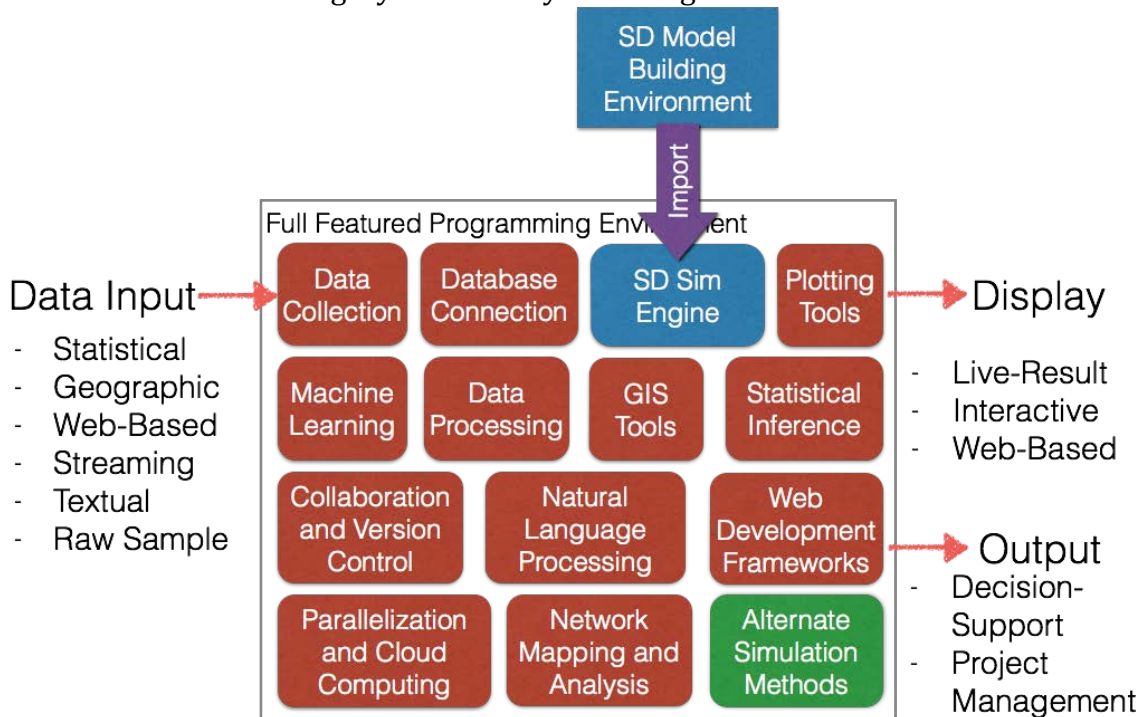 SD Model
Building
Environment
Import
Full Featured Programming
Data
Collection
Database
Connection
SD Sim
Engine
Plotting
Tools
Machine
Learning
Data
Processing
GIS
Tools
Statistical
Inference
Collaboration
and Version
Control
Natural
Language
Processing
Web
Development
Frameworks
Parallelization
and Cloud
Computing
Network
Mapping and
Analysis
Alternate
Simulation
Methods
Data Input
- Statistical
- Geographic
- Web-Based
- Streaming
- Textual
- Raw Sample
Display
- Live-Result
- Interactive
- Web-Based
Output
- Decision-
Support
- Project
Management